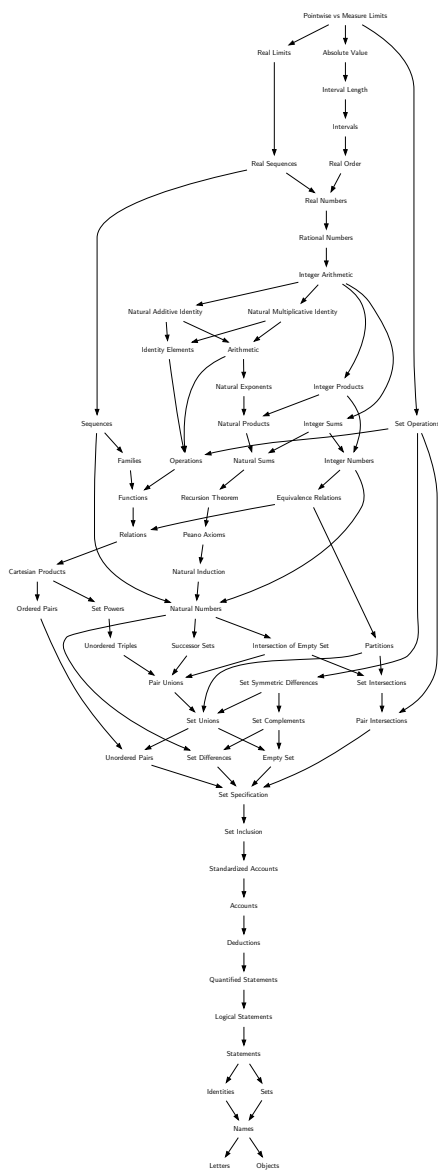 Pointwise vs Measure Limits
Real Limits
Absolute Value
Interval Length
Intervals
Real Sequences
Real Order
Real Numbers
Rational Numbers
Integer Arithmetic
Natural Additive Identity
Natural Multiplicative Identity
Identity Elements
Arithmetic
Natural Exponents
Integer Products
Sequences
Natural Products
Integer Sums
Set Operations
Families
Operations
Natural Sums
Integer Numbers
Functions
Recursion Theorem
Equivalence Relations
Relations
Peano Axioms
Cartesian Products
Natural Induction
Ordered Pairs
Set Powers
Natural Numbers
Unordered Triples
Successor Sets
Intersection of Empty Set
Partitions
Pair Unions
Set Symmetric Differences
Set Intersections
Set Unions
Set Complements
Pair Intersections
Unordered Pairs
Set Differences
Empty Set
Set Specification
Set Inclusion
Standardized Accounts
Accounts
Deductions
Quantified Statements
Logical Statements
Statements
Identities
Sets
Names
Letters
Objects